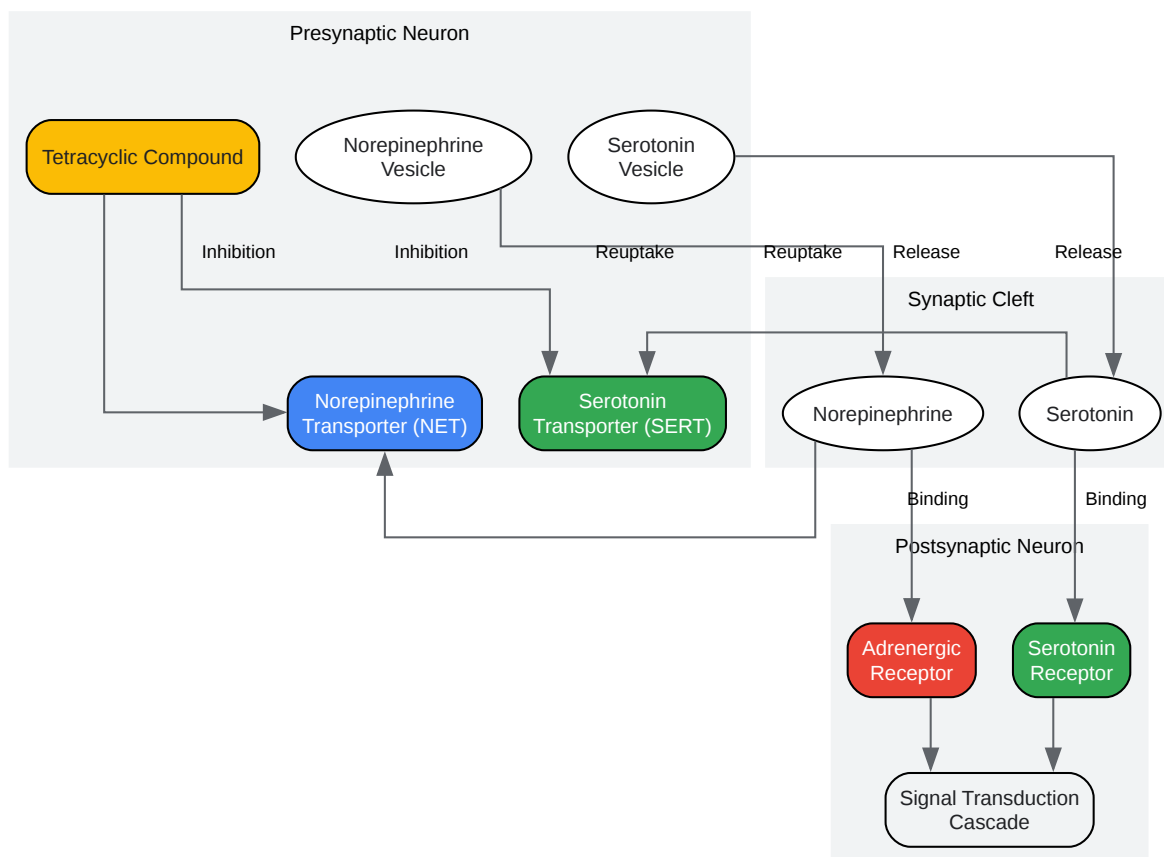 Presynaptic Neuron
Tetracyclic Compound
Norepinephrine
Vesicle
Serotonin
Vesicle
Inhibition
Inhibition
Reuptake
Reuptake
Release
Release
Synaptic Cleft
Norepinephrine
Transporter (NET)
Serotonin
Transporter (SERT)
Norepinephrine
Serotonin
Binding
Binding
Postsynaptic Neuron
Adrenergic
Receptor
Serotonin
Receptor
Signal Transduction
Cascade